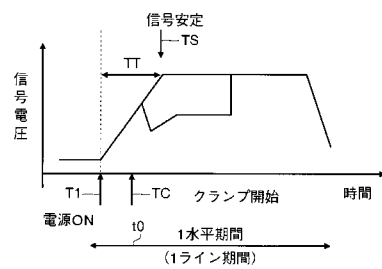 信号安定
TS
TT
信号電圧
T1
TC
クランプ開始
時間
電源ON
t0
1水平期間
(1ライン期間)